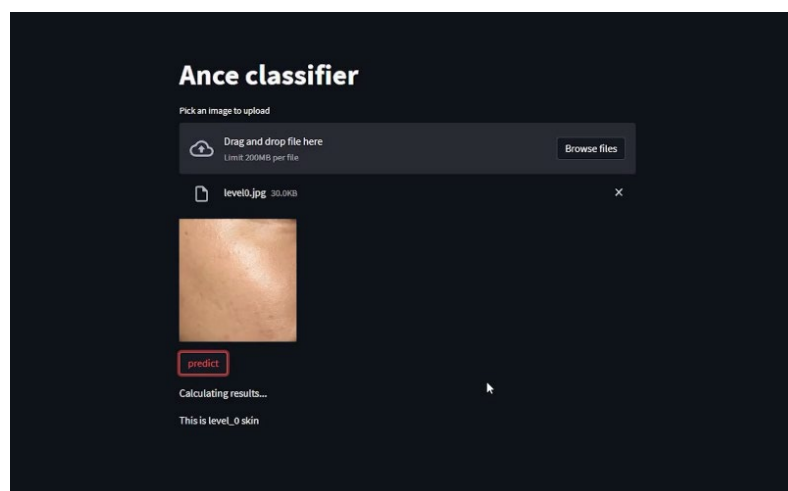 Ance classifier
Pick an image to upload
Drag and drop file here
Limit 200MB per file
Browse files
level0.jpg 30.0KB
predict
Calculating results...
This is level_0 skin